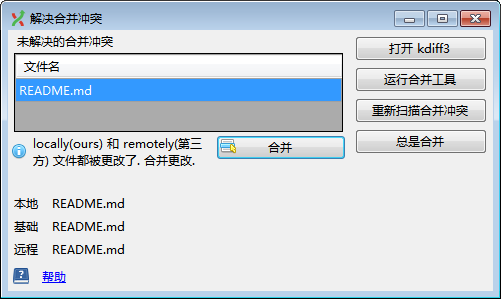 解决合并冲突
未解决的合并冲突
文件名
README.md
打开 kdiff3
运行合并工具
重新扫描合并冲突
总是合并
locally(ours) 和 remotely(第三
方) 文件都被更改了. 合并更改.
合并
本地 README.md
基础 README.md
远程 README.md
帮助